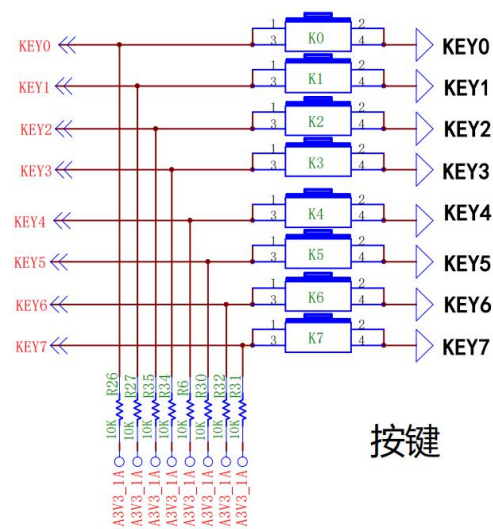 KEY0 1 3 K0 2 4 KEY0
KEY1 1 3 K1 2 4 KEY1
KEY2 1 3 K2 2 4 KEY2
KEY3 1 3 K3 2 4 KEY3
KEY4 1 3 K4 2 4 KEY4
KEY5 1 3 K5 2 4 KEY5
KEY6 1 3 K6 2 4 KEY6
KEY7 1 3 K7 2 4 KEY7
R26 R27 R35 R34 R6 R30 R32 R31
10K 10K 10K 10K 10K 10K 10K 10K
A3V3_1A A3V3_1A A3V3_1A A3V3_1A A3V3_1A A3V3_1A A3V3_1A A3V3_1A
按键